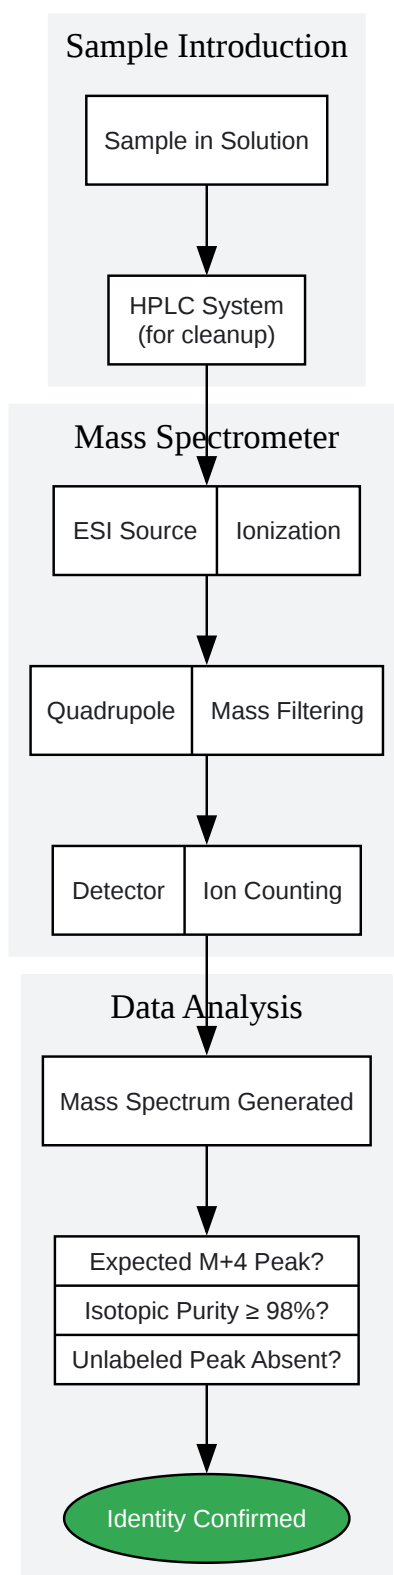 Sample Introduction
Sample in Solution
HPLC System
(for cleanup)
Mass Spectrometer
ESI Source
Ionization
Quadrupole
Mass Filtering
Detector
Ion Counting
Data Analysis
Mass Spectrum Generated
Expected M+4 Peak?
Isotopic Purity ≥ 98%?
Unlabeled Peak Absent?
Identity Confirmed